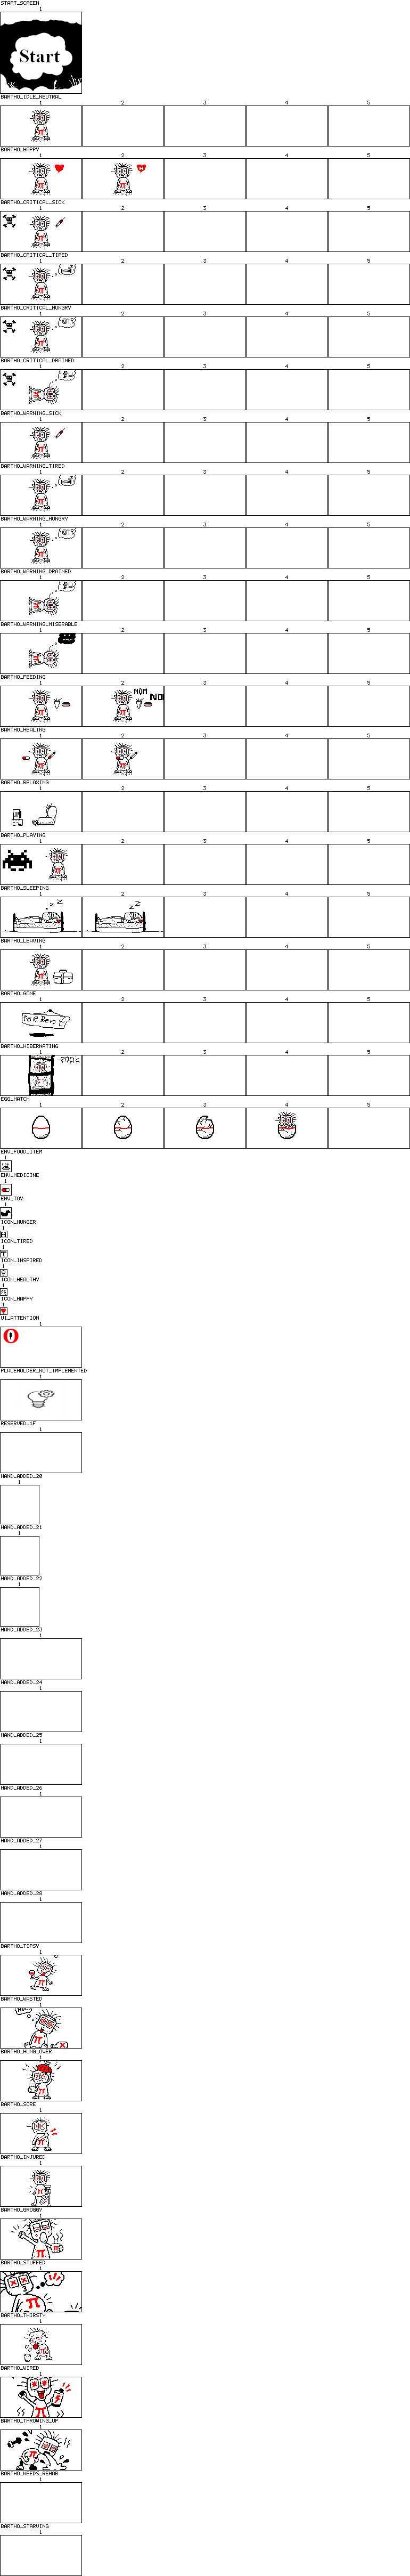 START_SCREEN
1
Start
BARTHO_IDLE_NEUTRAL
1 2 3 4 5
BARTHO_HAPPY
1 2 3 4 5
BARTHO_CRITICAL_SICK
1 2 3 4 5
BARTHO_CRITICAL_TIRED
1 2 3 4 5
BARTHO_CRITICAL_HUNGRY
1 2 3 4 5
BARTHO_CRITICAL_DRAINED
1 2 3 4 5
BARTHO_WARNING_SICK
1 2 3 4 5
BARTHO_WARNING_TIRED
1 2 3 4 5
BARTHO_WARNING_HUNGRY
1 2 3 4 5
BARTHO_WARNING_DRAINED
1 2 3 4 5
BARTHO_WARNING_MISERABLE
1 2 3 4 5
BARTHO_FEEDING
1 2 3 4 5
NOM
NO
BARTHO_HEALING
1 2 3 4 5
BARTHO_RELAXING
1 2 3 4 5
BARTHO_PLAYING
1 2 3 4 5
BARTHO_SLEEPING
1 2 3 4 5
z Z z Z
BARTHO_LEAVING
1 2 3 4 5
BARTHO_GONE
1 2 3 4 5
FOR RENT
BARTHO_HIBERNATING
1 2 3 4 5
EGG_HATCH
1 2 3 4 5
ENV_FOOD_ITEM
1
ENV_MEDICINE
1
ENV_TOY
1
ICON_HUNGER
1
ICON_TIRED
1
ICON_INSPIRED
1
ICON_HEALTHY
1
ICON_HAPPY
1
UI_ATTENTION
1
PLACEHOLDER_NOT_IMPLEMENTED
1
RESERVED_1F
1
HAND_ADDED_20
1
HAND_ADDED_21
1
HAND_ADDED_22
1
HAND_ADDED_23
1
HAND_ADDED_24
1
HAND_ADDED_25
1
HAND_ADDED_26
1
HAND_ADDED_27
1
HAND_ADDED_28
1
BARTHO_TIPSY
1
BARTHO_WASTED
1
BARTHO_HUNG_OVER
1
BARTHO_SORE
1
BARTHO_INJURED
1
BARTHO_GROGGY
1
BARTHO_STUFFED
1
BARTHO_THIRSTY
1
BARTHO_WIRED
1
BARTHO_THROWING_UP
1
BARTHO_NEEDS_REHAB
1
BARTHO_STARVING
1